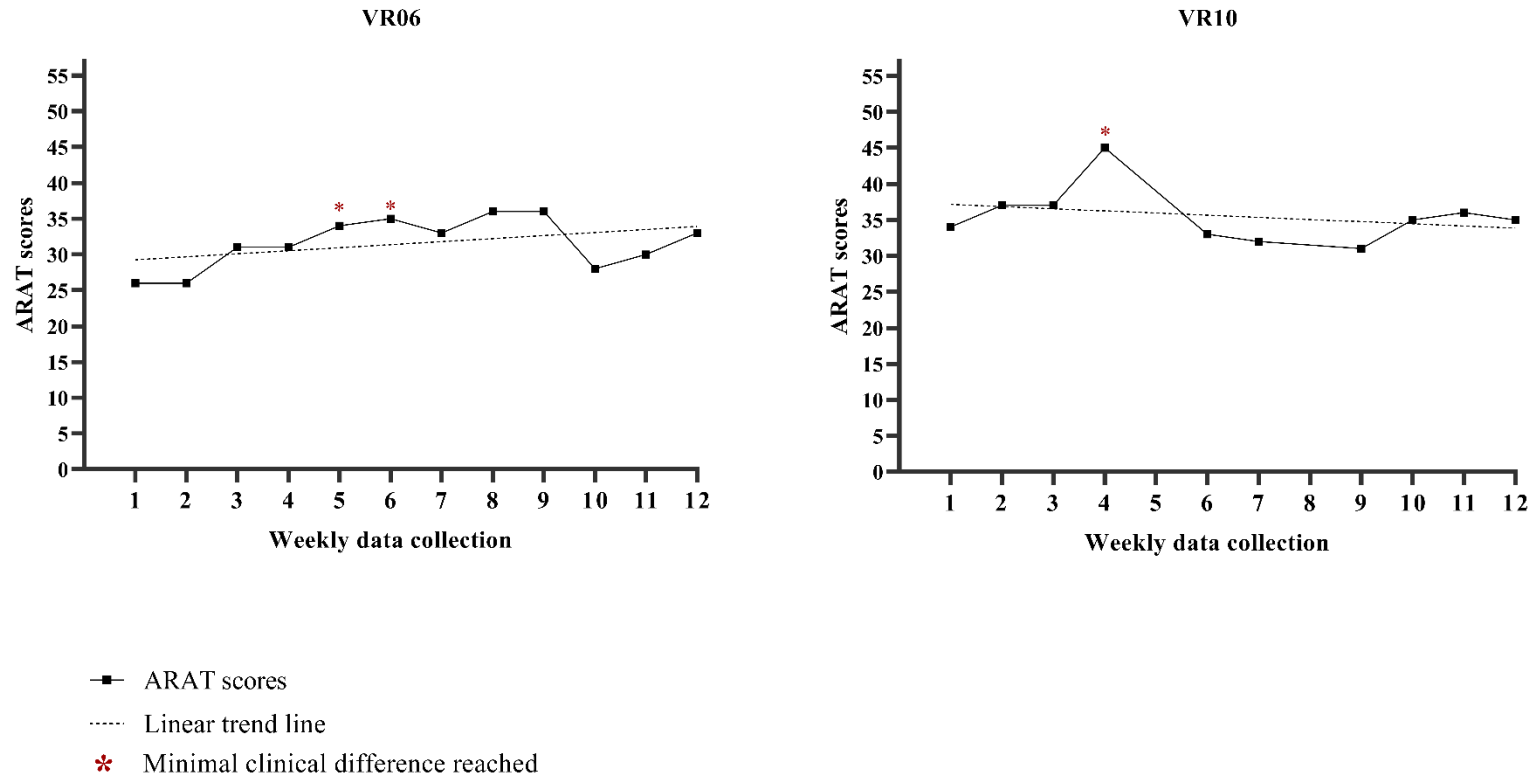 VR06
55
50
45
40
35
30
25
20
15
10
5
0
ARAT scores
* *
1 2 3 4 5 6 7 8 9 10 11 12
Weekly data collection
VR10
55
50
45
40
35
30
25
20
15
10
5
0
ARAT scores
*
1 2 3 4 5 6 7 8 9 10 11 12
Weekly data collection
ARAT scores
Linear trend line
* Minimal clinical difference reached